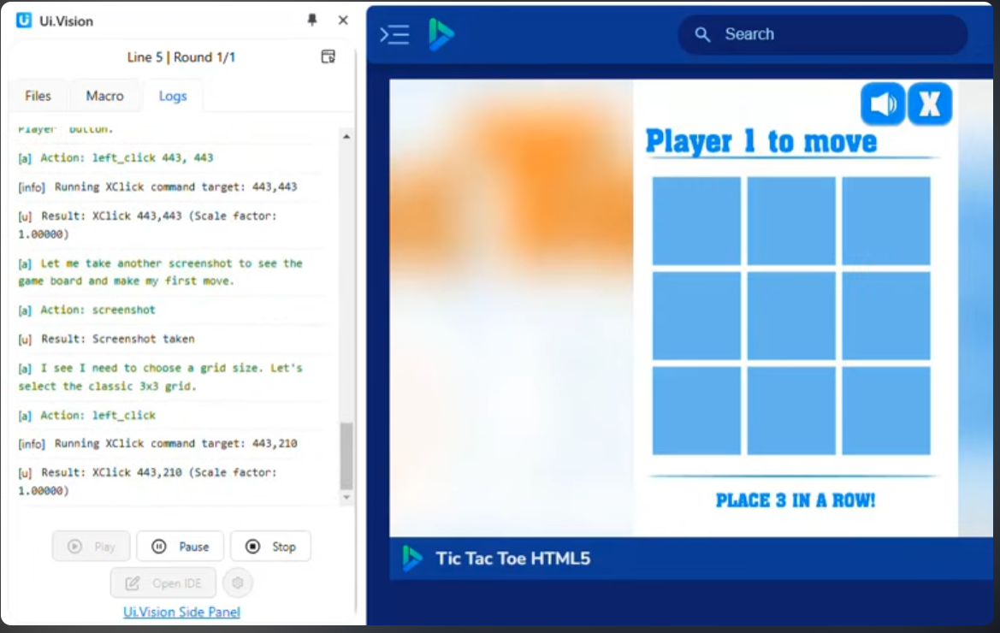 Ui.Vision
Line 5 | Round 1/1
Files Macro Logs
Player button.
[a] Action: left_click 443, 443
[info] Running XClick command target: 443,443
[u] Result: XClick 443,443 (Scale factor:
1.00000)
[a] Let me take another screenshot to see the
game board and make my first move.
[a] Action: screenshot
[u] Result: Screenshot taken
[a] I see I need to choose a grid size. Let's
select the classic 3x3 grid.
[a] Action: left_click
[info] Running XClick command target: 443,210
[u] Result: XClick 443,210 (Scale factor:
1.00000)
Play Pause Stop
Open IDE
Ui.Vision Side Panel
Search
X
Player 1 to move
PLACE 3 IN A ROW!
Tic Tac Toe HTML5